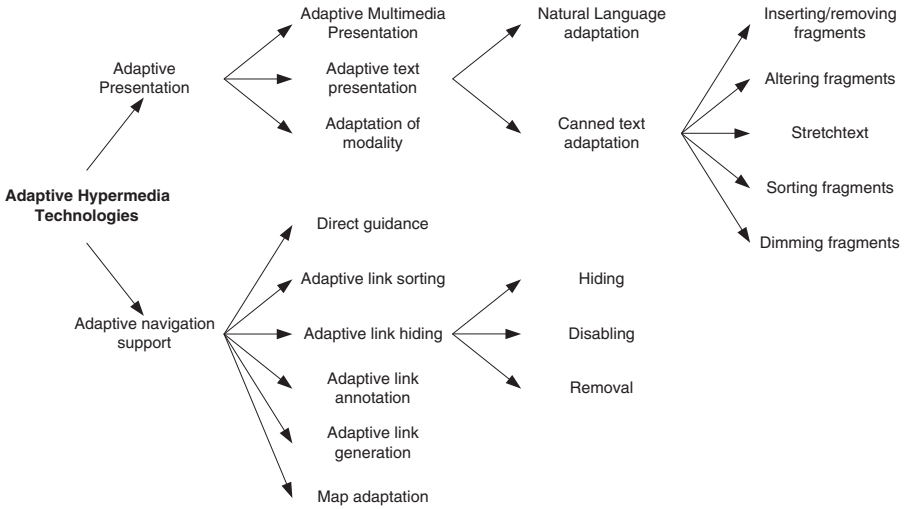 Adaptive Multimedia
Presentation
Natural Language
adaptation
Inserting/removing
fragments
Adaptive
Presentation
Adaptive text
presentation
Altering fragments
Adaptation of
modality
Canned text
adaptation
Stretchtext
Sorting fragments
Dimming fragments
Adaptive Hypermedia
Technologies
Direct guidance
Adaptive link sorting
Hiding
Adaptive navigation
support
Adaptive link hiding
Disabling
Adaptive link
annotation
Removal
Adaptive link
generation
Map adaptation